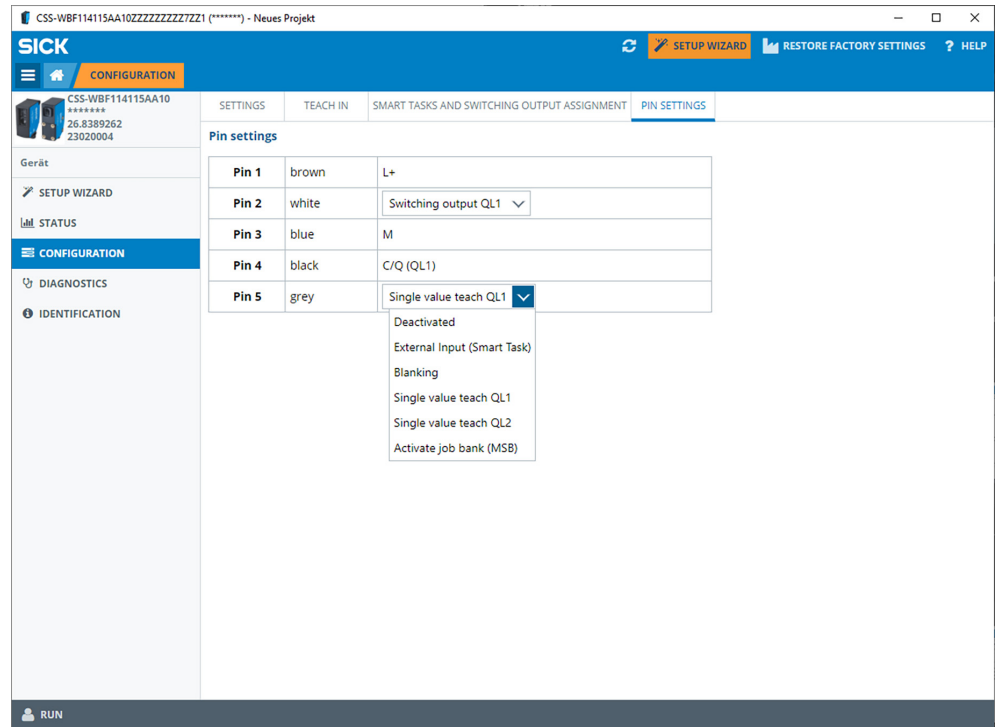 CSS-WBF114115AA10ZZZZZZZZZ7ZZ1 (*******) - Neues Projekt
SICK
SETUP WIZARD
RESTORE FACTORY SETTINGS
? HELP
CONFIGURATION
CSS-WBF114115AA10
*******
26.8389262
23020004
Gerät
SETUP WIZARD
STATUS
CONFIGURATION
DIAGNOSTICS
IDENTIFICATION
SETTINGS
TEACH IN
SMART TASKS AND SWITCHING OUTPUT ASSIGNMENT
PIN SETTINGS
Pin settings
Pin 1 brown L+
Pin 2 white Switching output QL1
Pin 3 blue M
Pin 4 black C/Q (QL1)
Pin 5 grey Single value teach QL1
Deactivated
External Input (Smart Task)
Blanking
Single value teach QL1
Single value teach QL2
Activate job bank (MSB)
RUN